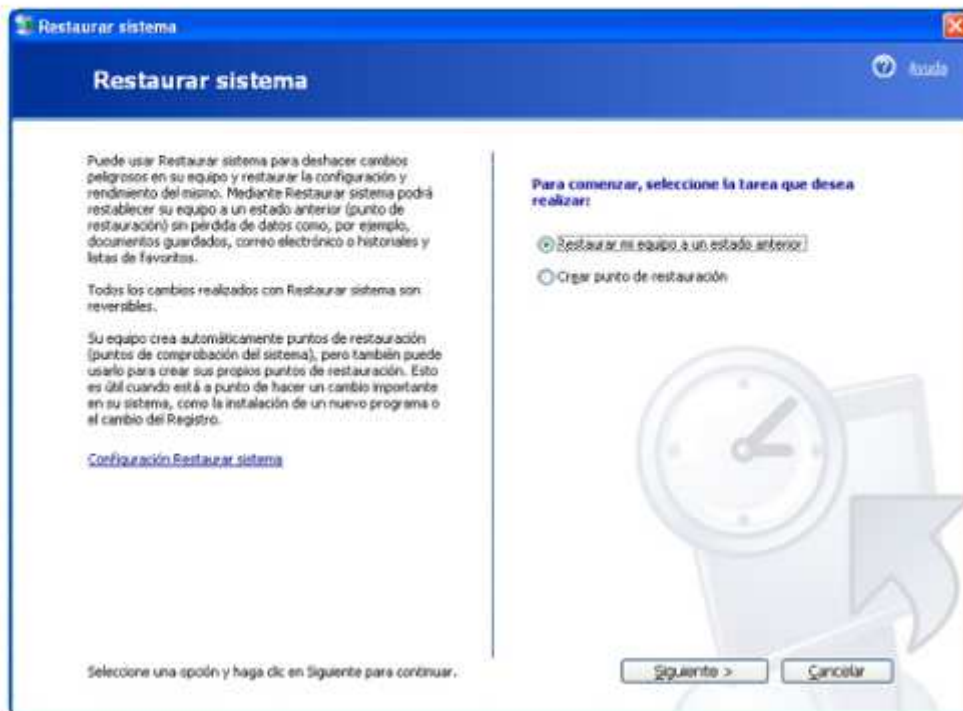 Restaurar sistema
Restaurar sistema
Ayuda
Puede usar Restaurar sistema para deshacer cambios
peligrosos en su equipo y restaurar la configuración y
rendimiento del mismo. Mediante Restaurar sistema podrá
restablecer su equipo a un estado anterior (punto de
restauración) sin pérdida de datos como, por ejemplo,
documentos guardados, correo electrónico o historiales y
listas de favoritos.
Todos los cambios realizados con Restaurar sistema son
reversibles.
Su equipo crea automáticamente puntos de restauración
(puntos de comprobación del sistema), pero también puede
usarlo para crear sus propios puntos de restauración. Esto
es útil cuando está a punto de hacer un cambio importante
en su sistema, como la instalación de un nuevo programa o
el cambio del Registro.
Configuración Restaurar sistema
Para comenzar, seleccione la tarea que desea
realizar:
Restaurar mi equipo a un estado anterior
Crear punto de restauración
Seleccione una opción y haga clic en Siguiente para continuar.
Siguiente >
Cancelar